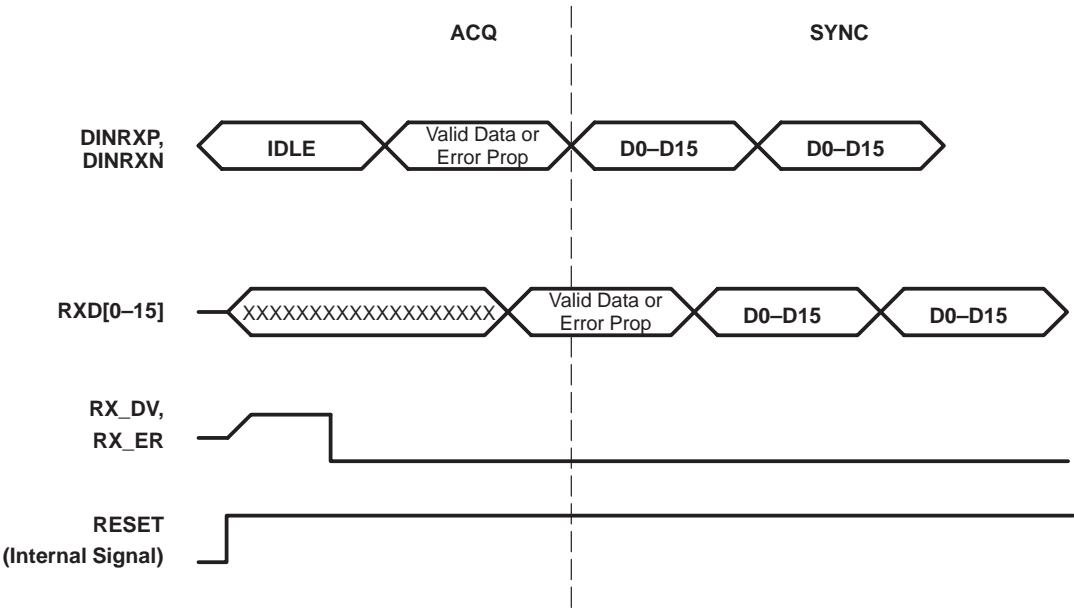 ACQ SYNC
DINRXP,
DINRXN
IDLE
Valid Data or
Error Prop
D0–D15
D0–D15
RXD[0–15]
XXXXXXXXXXXXXXXXXXX
Valid Data or
Error Prop
D0–D15
D0–D15
RX_DV,
RX_ER
RESET
(Internal Signal)